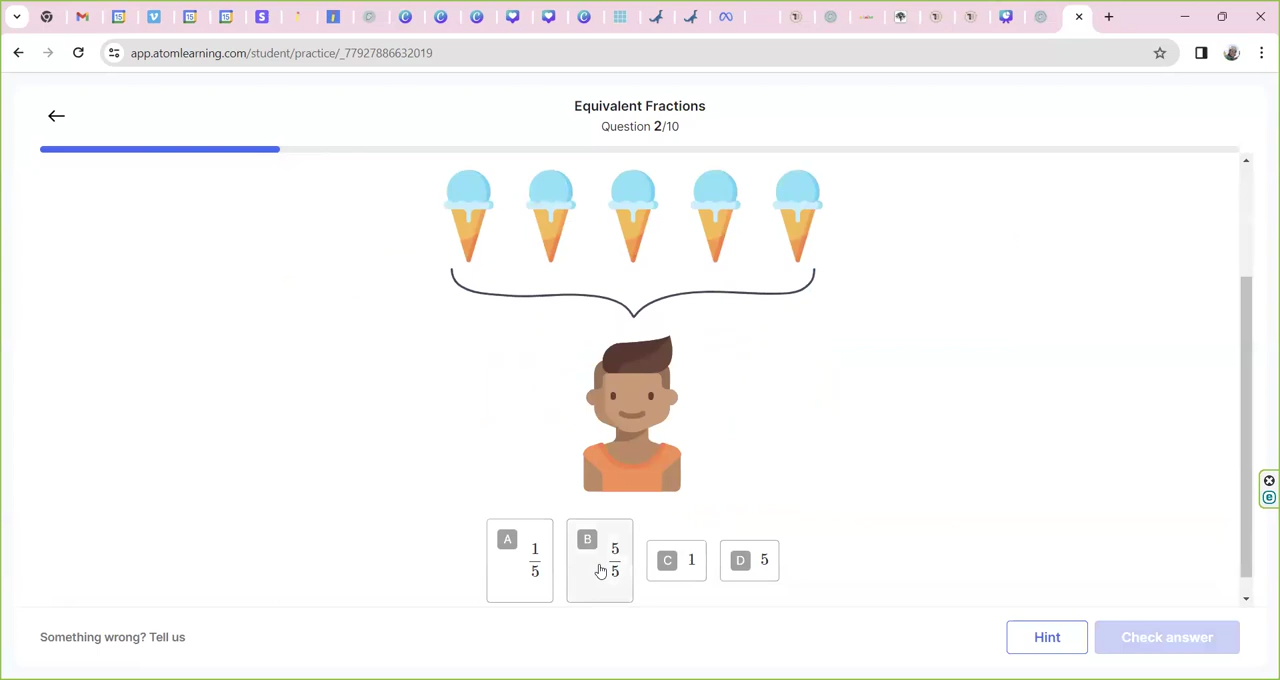 app.atomlearning.com/student/practice/_77927886632019
Equivalent Fractions
Question 2/10
A 1/5 B 5/5 C 1 D 5
Something wrong? Tell us
Hint
Check answer